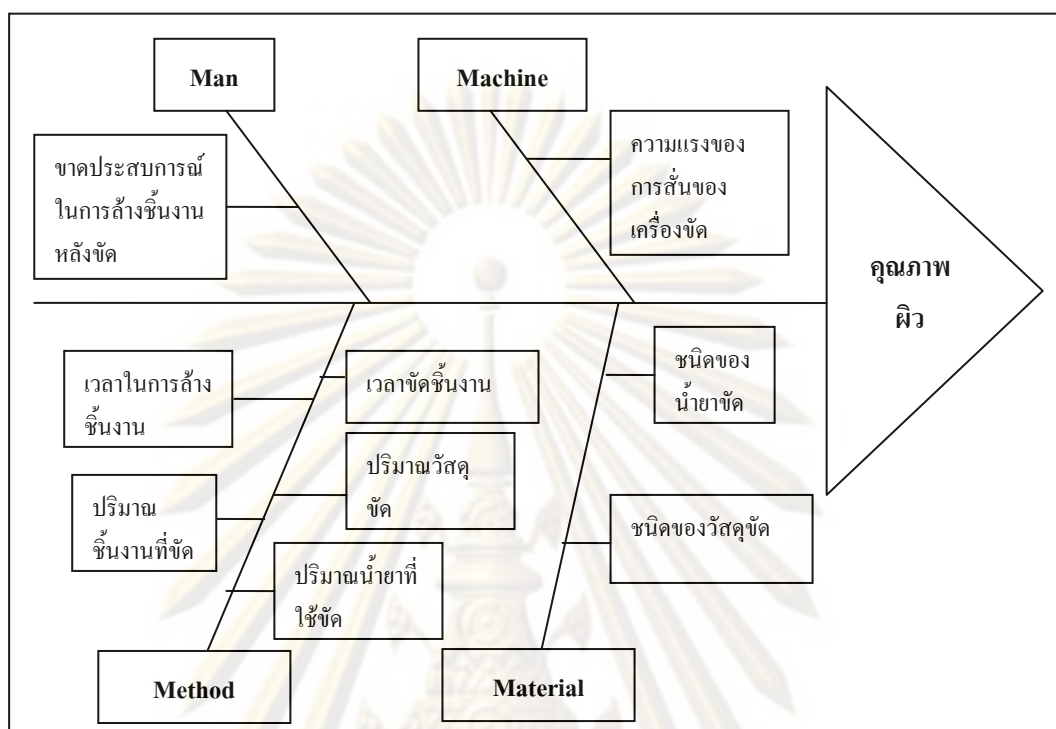 Man
Machine
ขาดประสบการณ์
ในการล้างชิ้นงาน
หลังขัด
ความแรงของ
การสั่นของ
เครื่องขัด
คุณภาพ
ผิว
เวลาในการล้าง
ชิ้นงาน
เวลาขัดชิ้นงาน
ชนิดของ
น้ำยาขัด
ปริมาณ
ชิ้นงานที่ขัด
ปริมาณวัสดุ
ขัด
ชนิดของวัสดุขัด
ปริมาณน้ำยาที่
ใช้ขัด
Method
Material